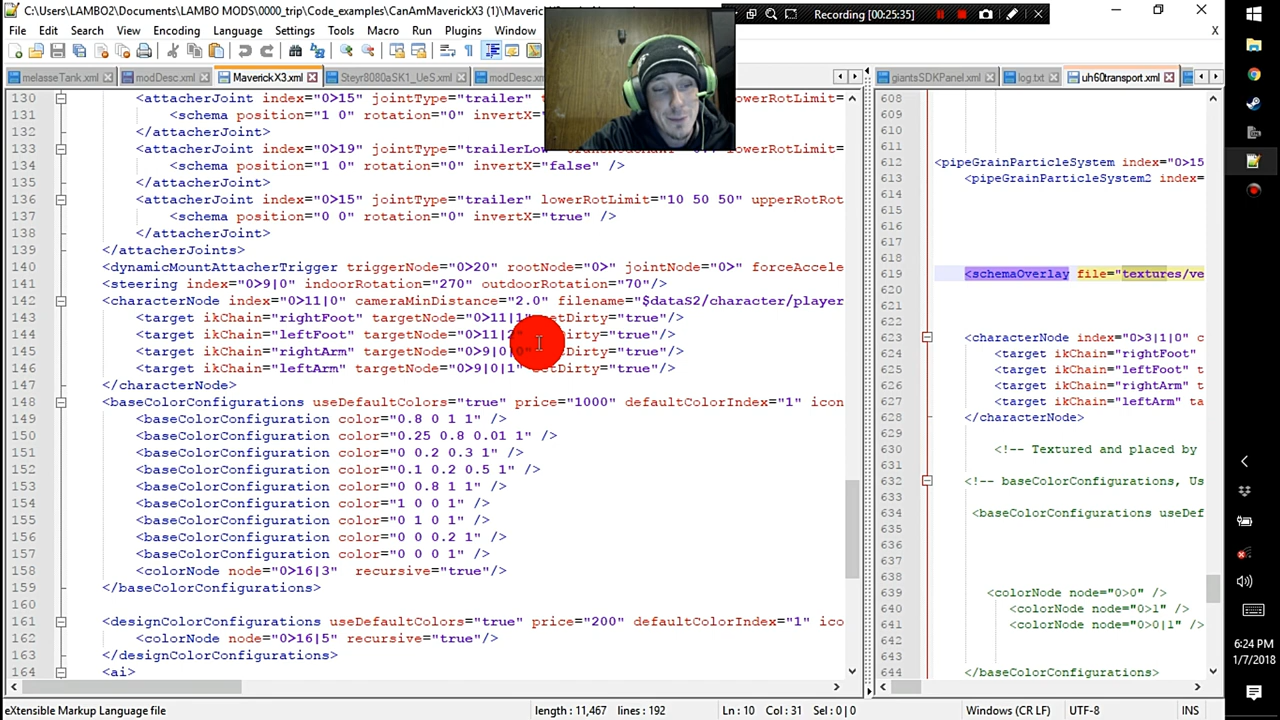 C:\Users\LAMBO2\Documents\LAMBO MODS\0000_trip\Code_examples\CanAmMaverickX3 (1)\Maveric
Recording [00:25:35]
File Edit Search View Encoding Language Settings Tools Macro Run Plugins Window
melasseTank.xml modDesc.xml MaverickX3.xml Steyr8080aSK1_UeS.xml modDesc.xm
130 <attacherJoint index="0>15" jointType="trailer" lowerRotLimit=
131 <schema position="1 0" rotation="0" invertX=
132 </attacherJoint>
133 <attacherJoint index="0>19" jointType="trailerLow lowerRotLimit=
134 <schema position="1 0" rotation="0" invertX="false" />
135 </attacherJoint>
136 <attacherJoint index="0>15" jointType="trailer" lowerRotLimit="10 50 50" upperRotRot
137 <schema position="0 0" rotation="0" invertX="true" />
138 </attacherJoint>
139 </attacherJoints>
140 <dynamicMountAttacherTrigger triggerNode="0>20" rootNode="0>" jointNode="0>" forceAccele
141 <steering index="0>9|0" indoorRotation="270" outdoorRotation="70"/>
142 <characterNode index="0>11|0" cameraMinDistance="2.0" filename="$dataS2/character/player
143 <target ikChain="rightFoot" targetNode="0>11|1" setDirty="true"/>
144 <target ikChain="leftFoot" targetNode="0>11|2" Dirty="true"/>
145 <target ikChain="rightArm" targetNode="0>9|0|0" Dirty="true"/>
146 <target ikChain="leftArm" targetNode="0>9|0|1" setDirty="true"/>
147 </characterNode>
148 <baseColorConfigurations useDefaultColors="true" price="1000" defaultColorIndex="1" icon
149 <baseColorConfiguration color="0.8 0 1 1" />
150 <baseColorConfiguration color="0.25 0.8 0.01 1" />
151 <baseColorConfiguration color="0 0.2 0.3 1" />
152 <baseColorConfiguration color="0.1 0.2 0.5 1" />
153 <baseColorConfiguration color="0 0.8 1 1" />
154 <baseColorConfiguration color="1 0 0 1" />
155 <baseColorConfiguration color="0 1 0 1" />
156 <baseColorConfiguration color="0 0 0.2 1" />
157 <baseColorConfiguration color="0 0 0 1" />
158 <colorNode node="0>16|3" recursive="true"/>
159 </baseColorConfigurations>
160
161 <designColorConfigurations useDefaultColors="true" price="200" defaultColorIndex="1" ico
162 <colorNode node="0>16|5" recursive="true"/>
163 </designColorConfigurations>
164 <ai>
giantsSDKPanel.xml log.txt uh60transport.xml
608
609
610
611
612 <pipeGrainParticleSystem index="0>15
613 <pipeGrainParticleSystem2 index=
614
615
616
617
618
619 <schemaOverlay file="textures/ve
620
621
622
623 <characterNode index="0>3|1|0" c
624 <target ikChain="rightFoot" t
625 <target ikChain="leftFoot" ta
626 <target ikChain="rightArm" ta
627 <target ikChain="leftArm" tar
628 </characterNode>
629
630 <!-- Textured and placed by
631
632 <!-- baseColorConfigurations, Us
633
634 <baseColorConfigurations useDef
635
636
637
638
639 <colorNode node="0>0" />
640 <colorNode node="0>1" />
641 <colorNode node="0>0|1" />
642
643
644 </baseColorConfigurations>
eXtensible Markup Language file length : 11,467 lines : 192 Ln : 10 Col : 31 Sel : 0 | 0 Windows (CR LF) UTF-8 INS
6:24 PM
1/7/2018